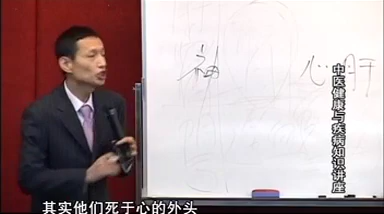 神 心 肝
中医健康与疾病知识讲座
其实他们死于心的外头